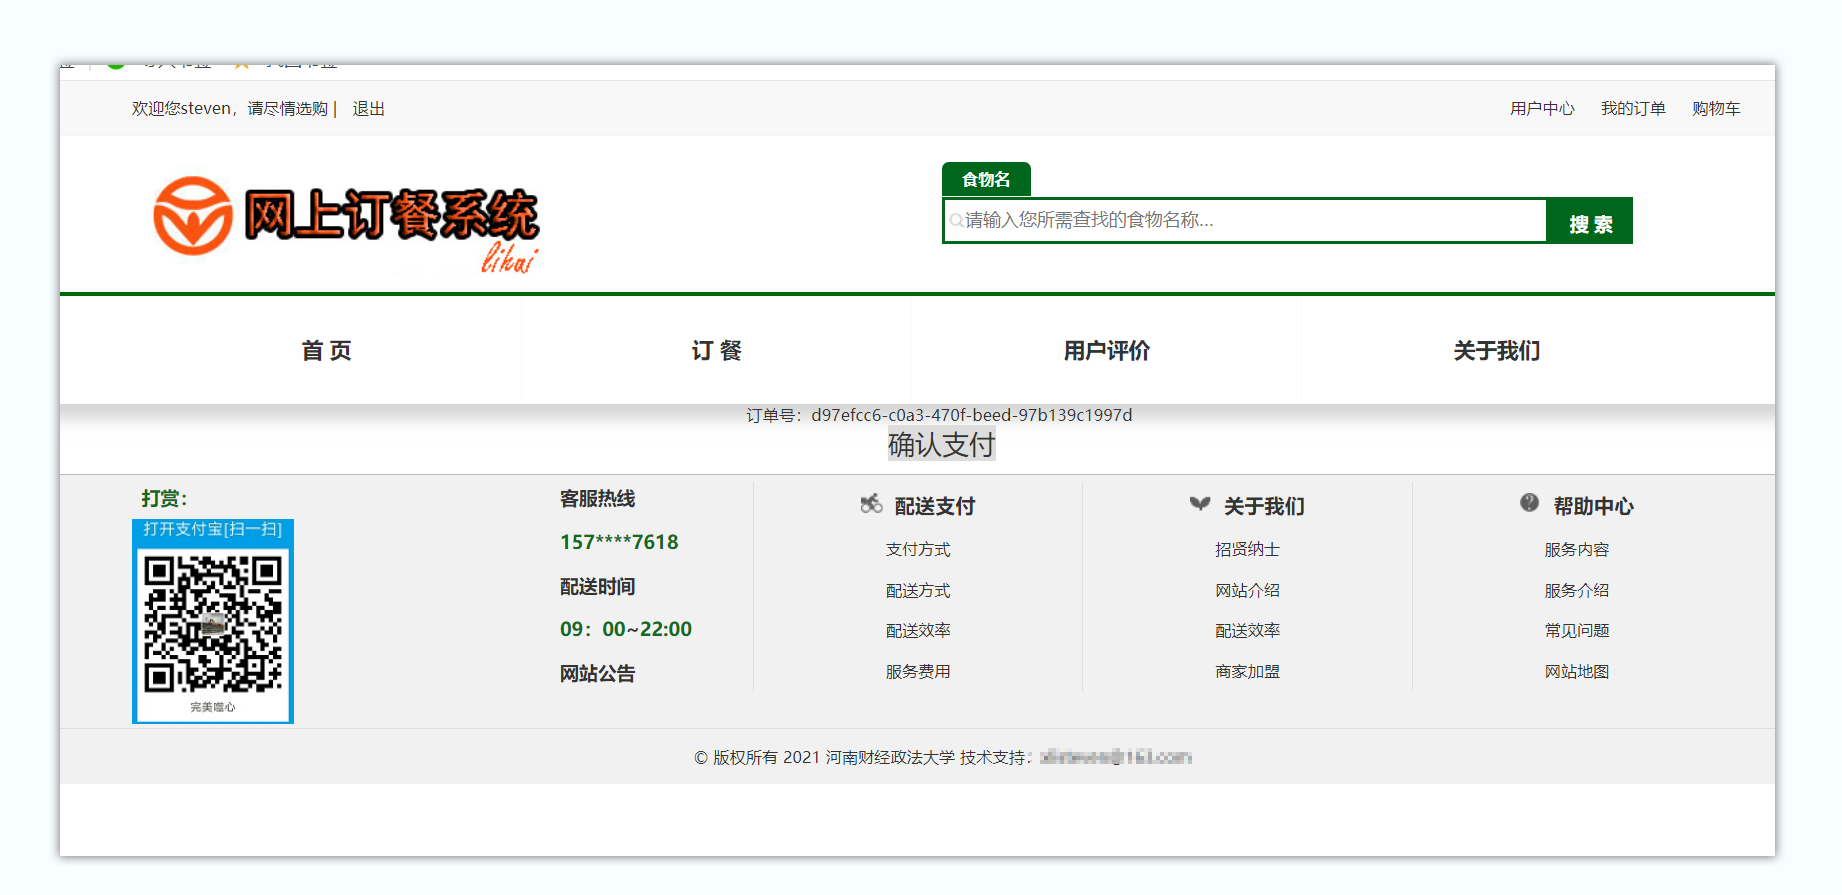 欢迎您steven，请尽情选购 | 退出
用户中心 我的订单 购物车
网上订餐系统
lihai
食物名
请输入您所需查找的食物名称...
搜 索
首 页 订 餐 用户评价 关于我们
订单号：d97efcc6-c0a3-470f-beed-97b139c1997d
确认支付
打赏：
打开支付宝[扫一扫]
完美噬心
客服热线
157****7618
配送时间
09：00~22:00
网站公告
配送支付
支付方式
配送方式
配送效率
服务费用
关于我们
招贤纳士
网站介绍
配送效率
商家加盟
帮助中心
服务内容
服务介绍
常见问题
网站地图
© 版权所有 2021 河南财经政法大学 技术支持：